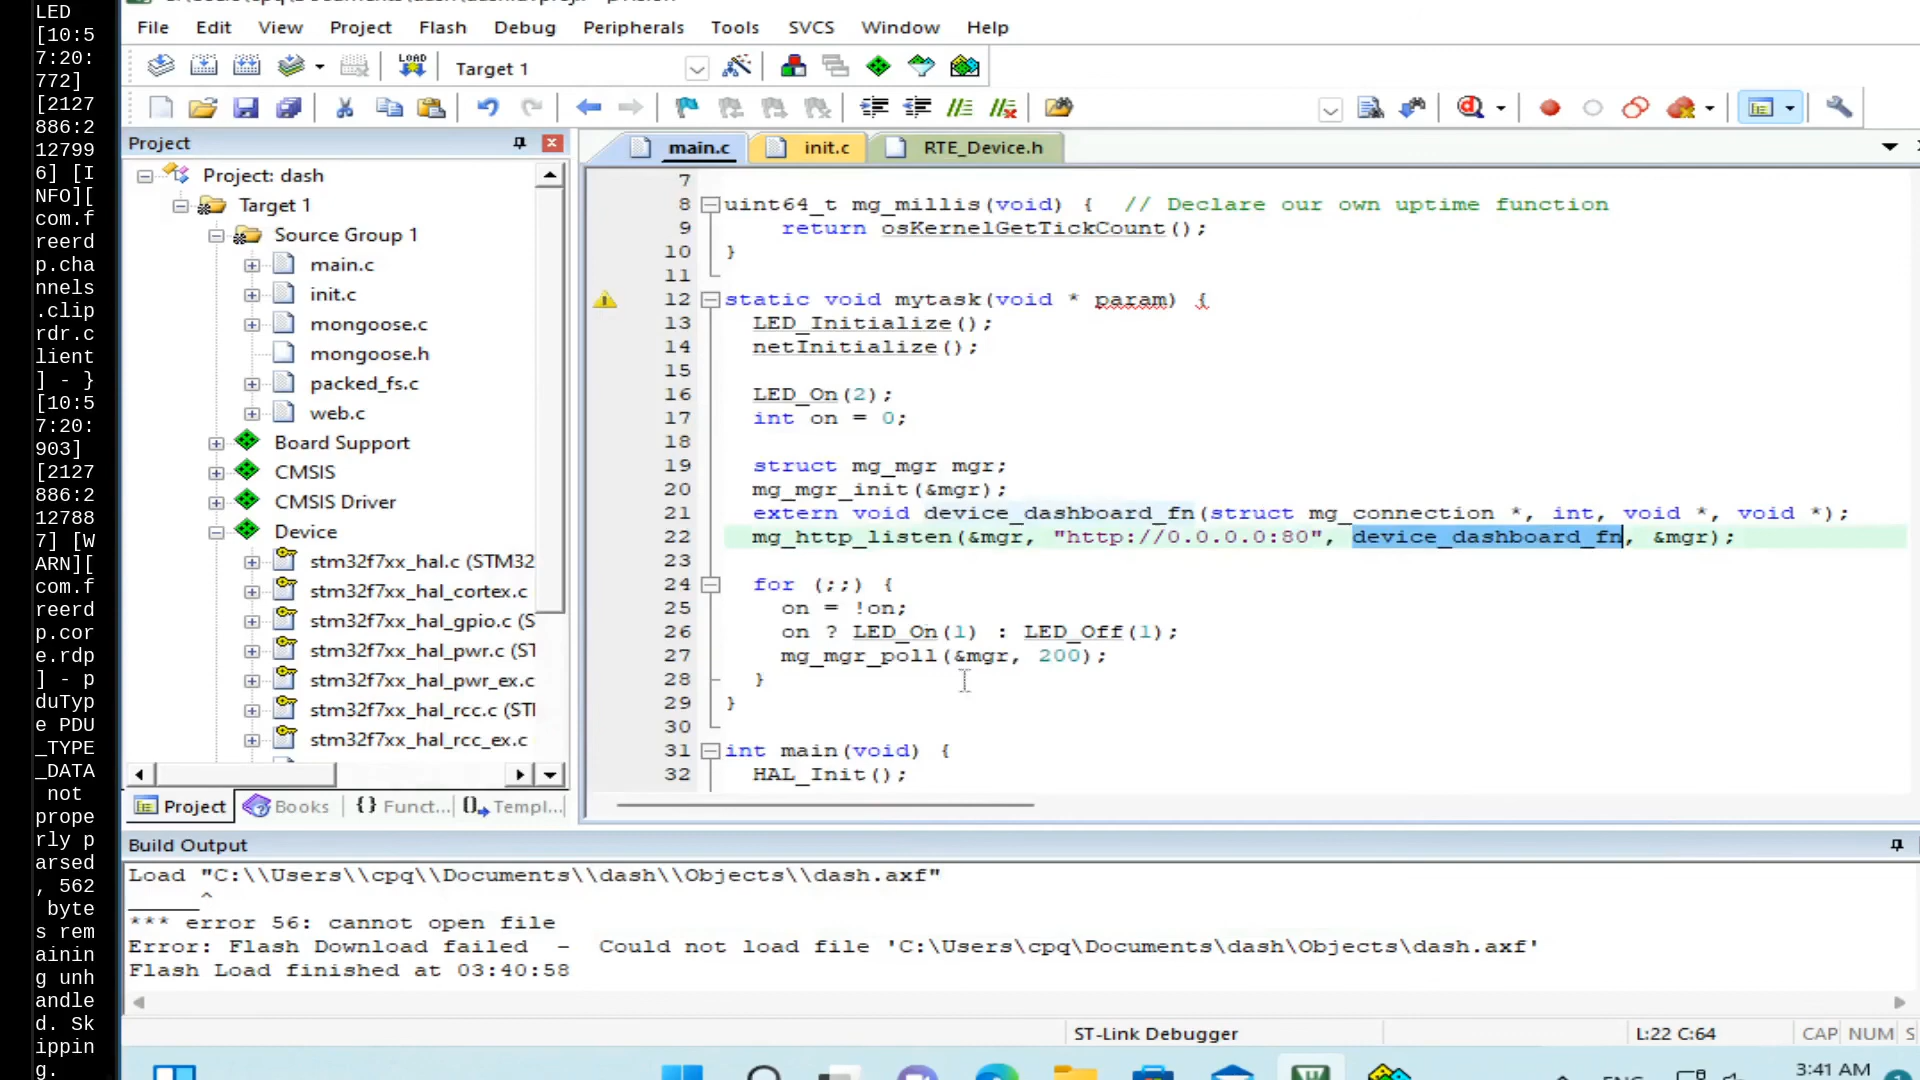 LED
[10:5
7:20:
772]
[2127
886:2
12799
6] [I
NFO][
com.f
reerd
p.cha
nnels
.clip
rdr.c
lient
] - }
[10:5
7:20:
903]
[2127
886:2
12788
7] [W
ARN][
com.f
reerd
p.cor
e.rdp
] - p
duTyp
e PDU
_TYPE
_DATA
not
prope
rly p
arsed
, 562
byte
s rem
ainin
g unh
andle
d. Sk
ippin
g.
File Edit View Project Flash Debug Peripherals Tools SVCS Window Help
LOAD
Target 1
Project
Project: dash
Target 1
Source Group 1
main.c
init.c
mongoose.c
mongoose.h
packed_fs.c
web.c
Board Support
CMSIS
CMSIS Driver
Device
stm32f7xx_hal.c (STM32
stm32f7xx_hal_cortex.c
stm32f7xx_hal_gpio.c (S
stm32f7xx_hal_pwr.c (ST
stm32f7xx_hal_pwr_ex.c
stm32f7xx_hal_rcc.c (STI
stm32f7xx_hal_rcc_ex.c
Project Books {} Funct... Templ...
main.c init.c RTE_Device.h
7
8 uint64_t mg_millis(void) { // Declare our own uptime function
9 return osKernelGetTickCount();
10 }
11
12 static void mytask(void * param) {
13 LED_Initialize();
14 netInitialize();
15
16 LED_On(2);
17 int on = 0;
18
19 struct mg_mgr mgr;
20 mg_mgr_init(&mgr);
21 extern void device_dashboard_fn(struct mg_connection *, int, void *, void *);
22 mg_http_listen(&mgr, "http://0.0.0.0:80", device_dashboard_fn, &mgr);
23
24 for (;;) {
25 on = !on;
26 on ? LED_On(1) : LED_Off(1);
27 mg_mgr_poll(&mgr, 200);
28 }
29 }
30
31 int main(void) {
32 HAL_Init();
Build Output
Load "C:\\Users\\cpq\\Documents\\dash\\Objects\\dash.axf"
______^
*** error 56: cannot open file
Error: Flash Download failed - Could not load file 'C:\Users\cpq\Documents\dash\Objects\dash.axf'
Flash Load finished at 03:40:58
ST-Link Debugger L:22 C:64 CAP NUM S
3:41 AM